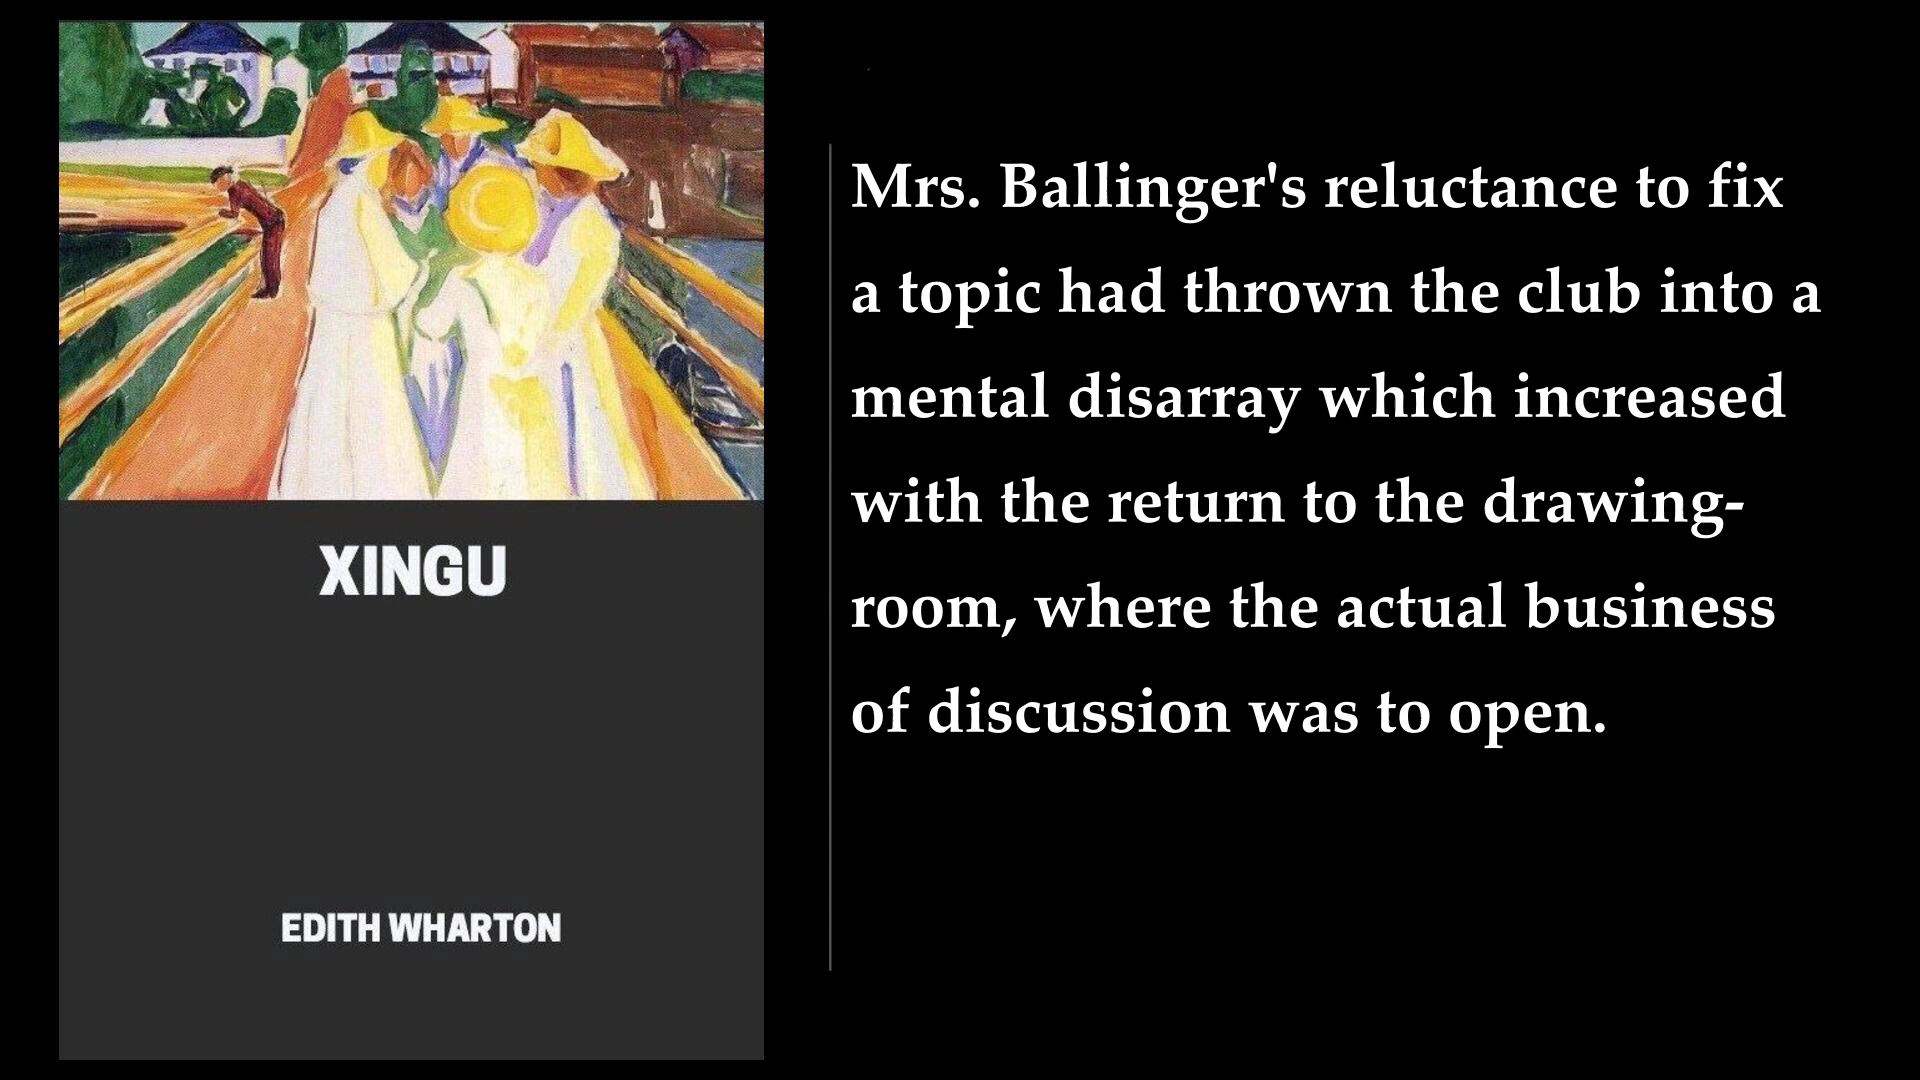 XINGU
EDITH WHARTON
Mrs. Ballinger's reluctance to fix
a topic had thrown the club into a
mental disarray which increased
with the return to the drawing-
room, where the actual business
of discussion was to open.